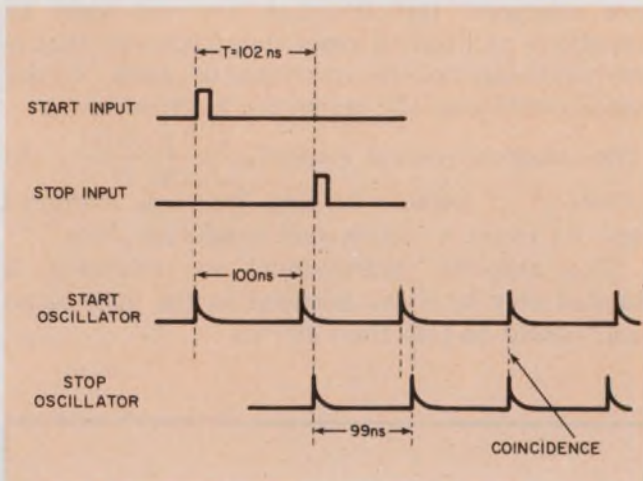 T=102 ns
START INPUT
STOP INPUT
100ns
START
OSCILLATOR
STOP
OSCILLATOR
99ns
COINCIDENCE